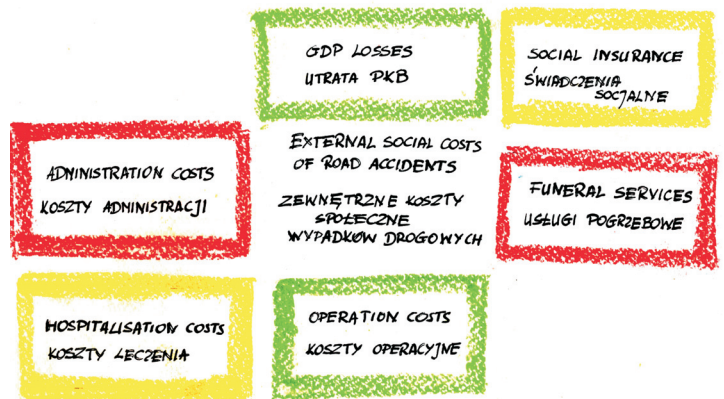 GDP LOSSES
UTRATA PKB
SOCIAL INSURANCE
ŚWIADCZENIA
SOCJALNE
EXTERNAL SOCIAL COSTS
OF ROAD ACCIDENTS
ZEWNĘTRZNE KOSZTY
SPOŁECZNE
WYPADKÓW DROGOWYCH
ADMINISTRATION COSTS
KOSZTY ADMINISTRACJI
FUNERAL SERVICES
USŁUGI POGRZEBOWE
HOSPITALISATION COSTS
KOSZTY LECZENIA
OPERATION COSTS
KOSZTY OPERACYJNE